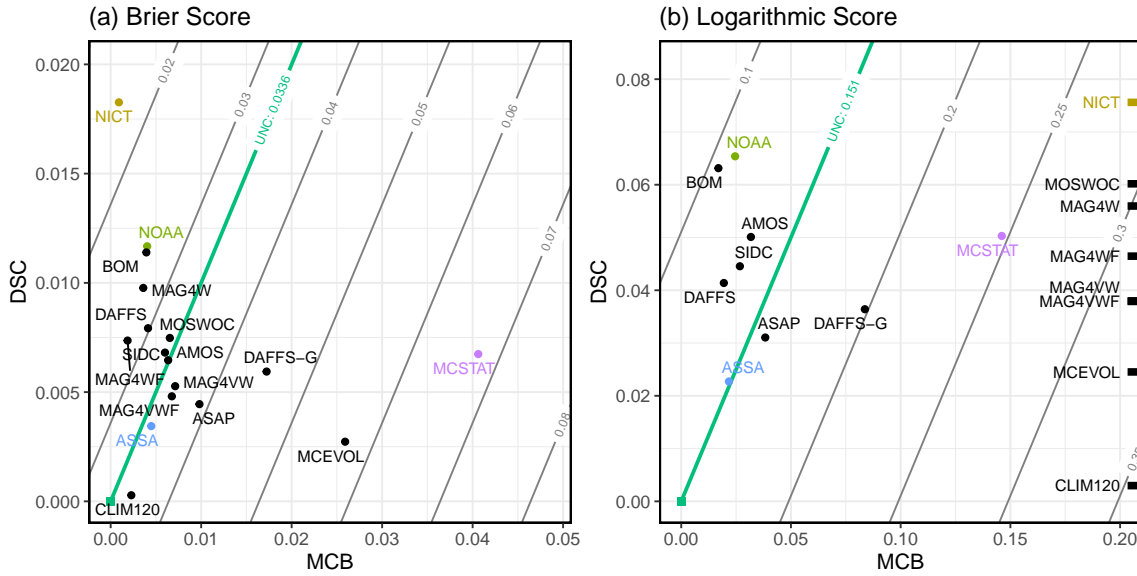 (a) Brier Score
0.020
0.015
0.010
0.005
0.000
DSC
0.00
0.01
0.02
0.03
0.04
0.05
MCB
0.02
0.03
UNC: 0.0336
0.04
0.05
0.06
0.07
0.08
NICT
NOAA
BOM
MAG4W
DAFFS
MOSWOC
SIDC
AMOS
MAG4WF
MAG4VW
DAFFS−G
MCSTAT
MAG4VWF
ASAP
ASSA
MCEVOL
CLIM120
(b) Logarithmic Score
0.08
0.06
0.04
0.02
0.00
DSC
0.00
0.05
0.10
0.15
0.20
MCB
0.1
UNC: 0.151
0.2
0.25
0.3
NICT
NOAA
BOM
MOSWOC
MAG4W
AMOS
SIDC
MCSTAT
MAG4WF
DAFFS
MAG4VW
MAG4VWF
ASAP
DAFFS−G
ASSA
MCEVOL
CLIM120